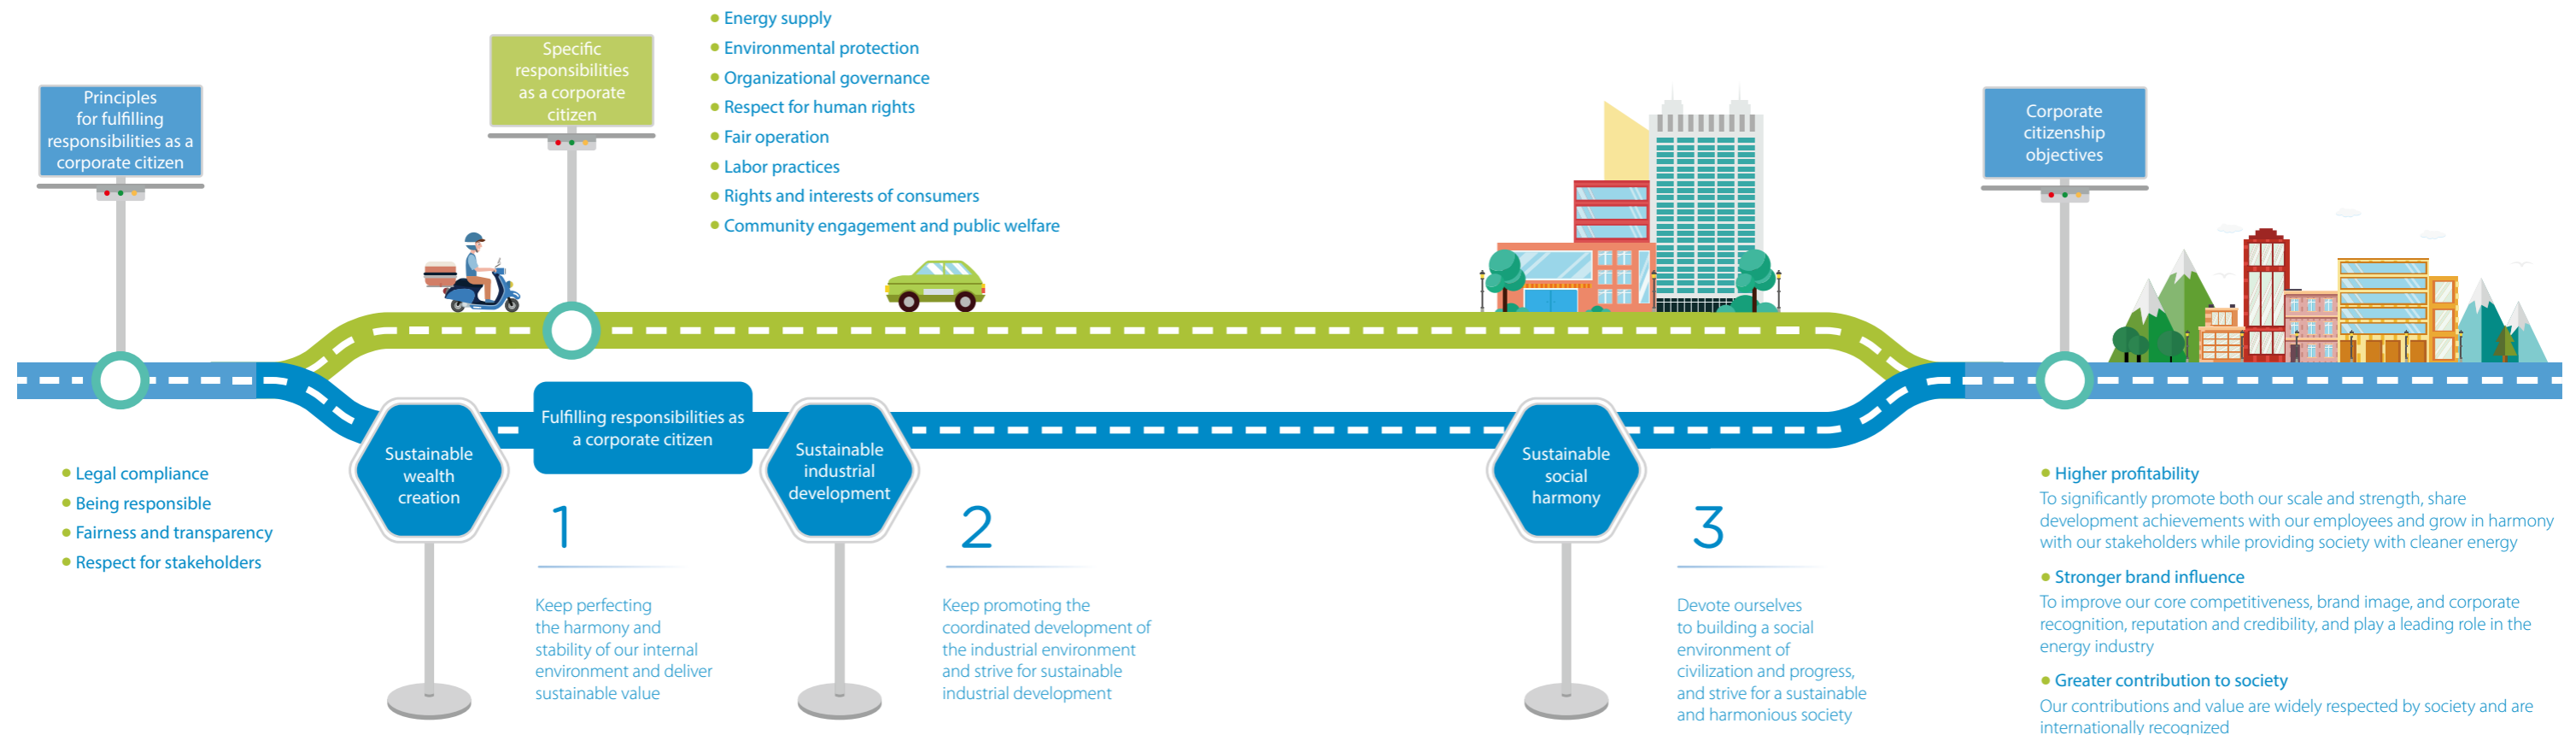 Principles
for fulfilling
responsibilities as a
corporate citizen
Legal compliance
Being responsible
Fairness and transparency
Respect for stakeholders
Specific
responsibilities
as a corporate
citizen
Energy supply
Environmental protection
Organizational governance
Respect for human rights
Fair operation
Labor practices
Rights and interests of consumers
Community engagement and public welfare
Fulfilling responsibilities as
a corporate citizen
Sustainable
wealth
creation
1
Keep perfecting
the harmony and
stability of our internal
environment and deliver
sustainable value
Sustainable
industrial
development
2
Keep promoting the
coordinated development of
the industrial environment
and strive for sustainable
industrial development
Sustainable
social
harmony
3
Devote ourselves
to building a social
environment of
civilization and progress,
and strive for a sustainable
and harmonious society
Corporate
citizenship
objectives
Higher profitability
To significantly promote both our scale and strength, share
development achievements with our employees and grow in harmony
with our stakeholders while providing society with cleaner energy
Stronger brand influence
To improve our core competitiveness, brand image, and corporate
recognition, reputation and credibility, and play a leading role in the
energy industry
Greater contribution to society
Our contributions and value are widely respected by society and are
internationally recognized